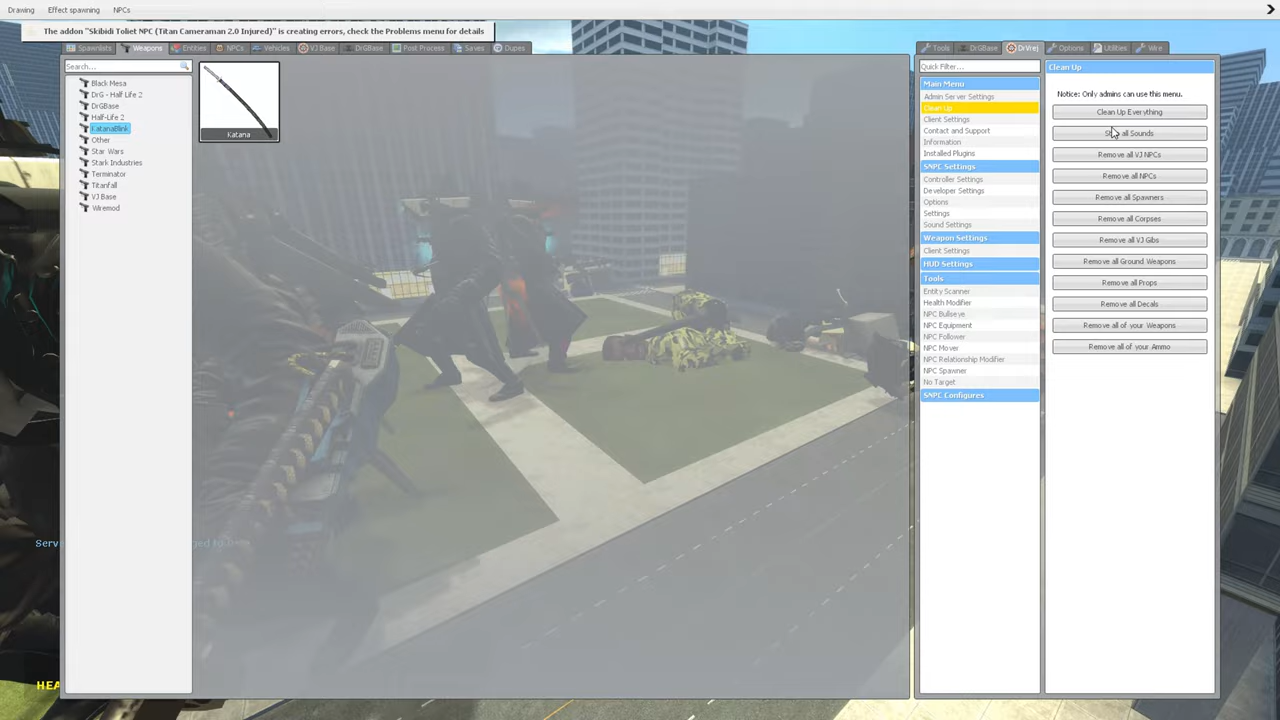 Drawing Effect spawning NPCs
The addon "Skibidi Toliet NPC (Titan Cameraman 2.0 Injured)" is creating errors, check the Problems menu for details
Spawnlists Weapons Entities NPCs Vehicles VJ Base DrGBase Post Process Saves Dupes
Search...
Black Mesa
DrG - Half Life 2
DrGBase
Half-Life 2
KatanaBlink
Other
Star Wars
Stark Industries
Terminator
Titanfall
VJ Base
Wiremod
Katana
Serv
HEA
Tools DrGBase DrVrej Options Utilities Wire
Quick Filter...
Main Menu
Admin Server Settings
Clean Up
Client Settings
Contact and Support
Information
Installed Plugins
SNPC Settings
Controller Settings
Developer Settings
Options
Settings
Sound Settings
Weapon Settings
Client Settings
HUD Settings
Tools
Entity Scanner
Health Modifier
NPC Bullseye
NPC Equipment
NPC Follower
NPC Mover
NPC Relationship Modifier
NPC Spawner
No Target
SNPC Configures
Clean Up
Notice: Only admins can use this menu.
Clean Up Everything
all Sounds
Remove all VJ NPCs
Remove all NPCs
Remove all Spawners
Remove all Corpses
Remove all VJ Gibs
Remove all Ground Weapons
Remove all Props
Remove all Decals
Remove all of your Weapons
Remove all of your Ammo